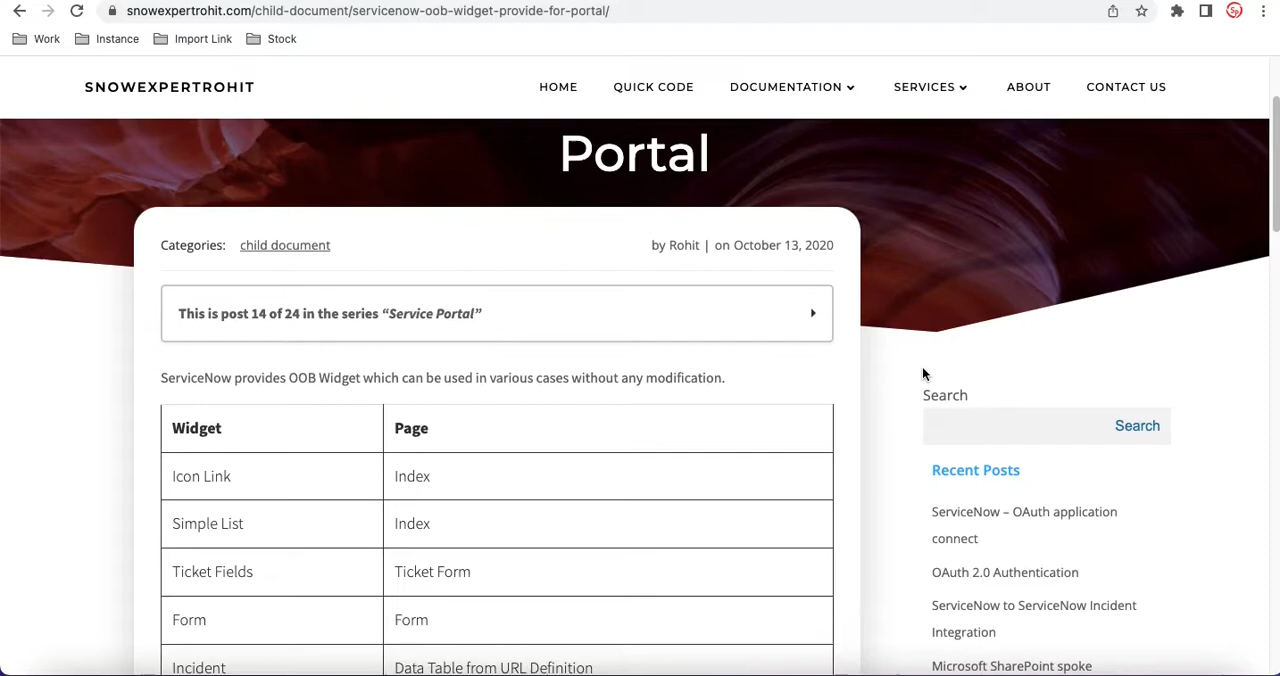 snowexpertrohit.com/child-document/servicenow-oob-widget-provide-for-portal/
Work Instance Import Link Stock
SNOWEXPERTROHIT HOME QUICK CODE DOCUMENTATION SERVICES ABOUT CONTACT US
Portal
Categories: child document by Rohit | on October 13, 2020
This is post 14 of 24 in the series “Service Portal”
ServiceNow provides OOB Widget which can be used in various cases without any modification.
Widget Page
Icon Link Index
Simple List Index
Ticket Fields Ticket Form
Form Form
Incident Data Table from URL Definition
Search
Search
Recent Posts
ServiceNow – OAuth application
connect
OAuth 2.0 Authentication
ServiceNow to ServiceNow Incident
Integration
Microsoft SharePoint spoke